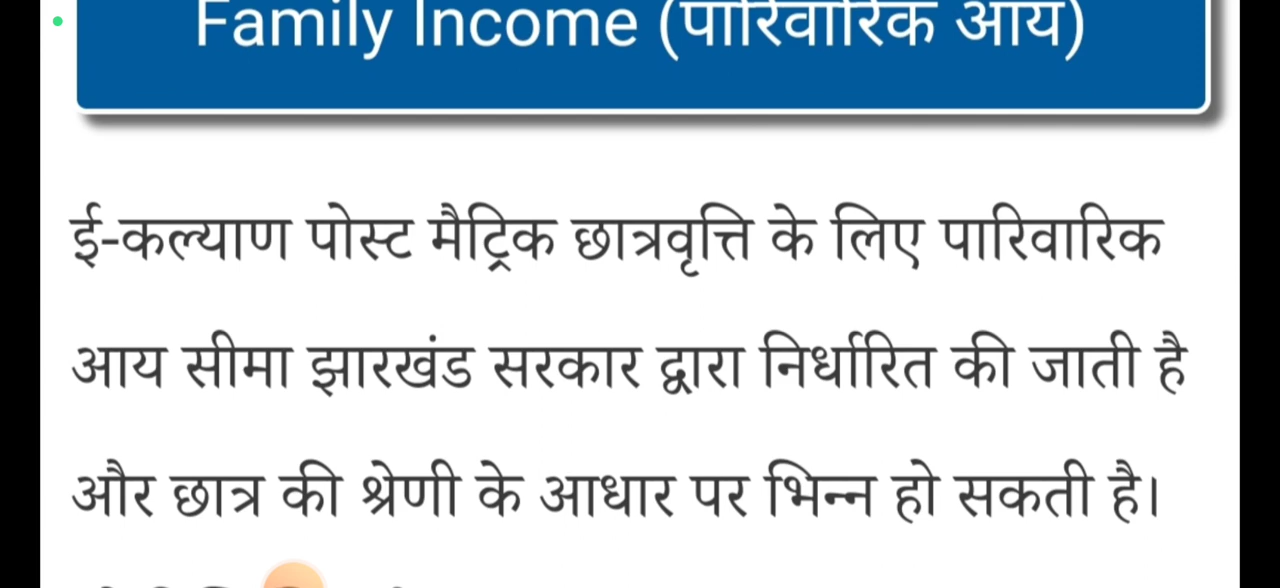 Family Income (पारिवारिक आय)
ई-कल्याण पोस्ट मैट्रिक छात्रवृत्ति के लिए पारिवारिक
आय सीमा झारखंड सरकार द्वारा निर्धारित की जाती है
और छात्र की श्रेणी के आधार पर भिन्न हो सकती है।